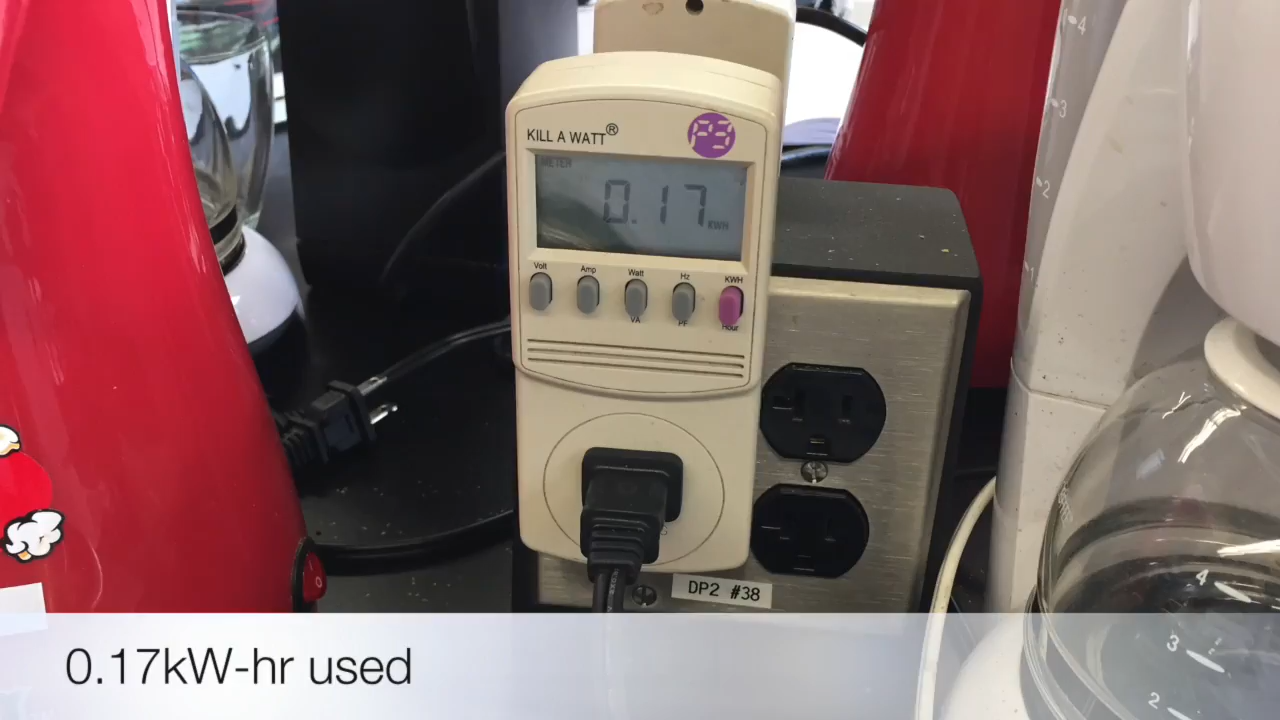 KILL A WATT®
P3
METER
0.17 KWH
Volt Amp Watt Hz KWH
VA PF Hour
DP2 #38
4
3
2
1
4
3
2
0.17kW-hr used